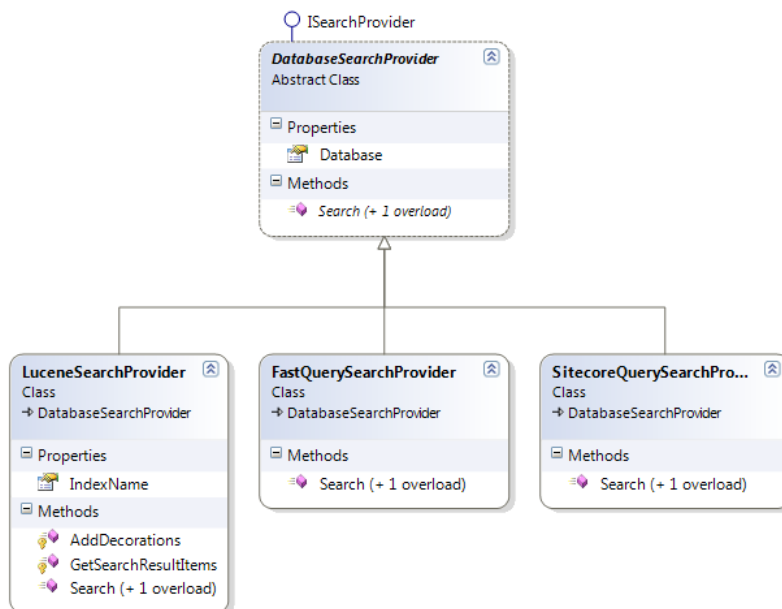 ISearchProvider
DatabaseSearchProvider
Abstract Class
Properties
Database
Methods
Search (+ 1 overload)
LuceneSearchProvider
Class
DatabaseSearchProvider
Properties
IndexName
Methods
AddDecorations
GetSearchResultItems
Search (+ 1 overload)
FastQuerySearchProvider
Class
DatabaseSearchProvider
Methods
Search (+ 1 overload)
SitecoreQuerySearchPro...
Class
DatabaseSearchProvider
Methods
Search (+ 1 overload)